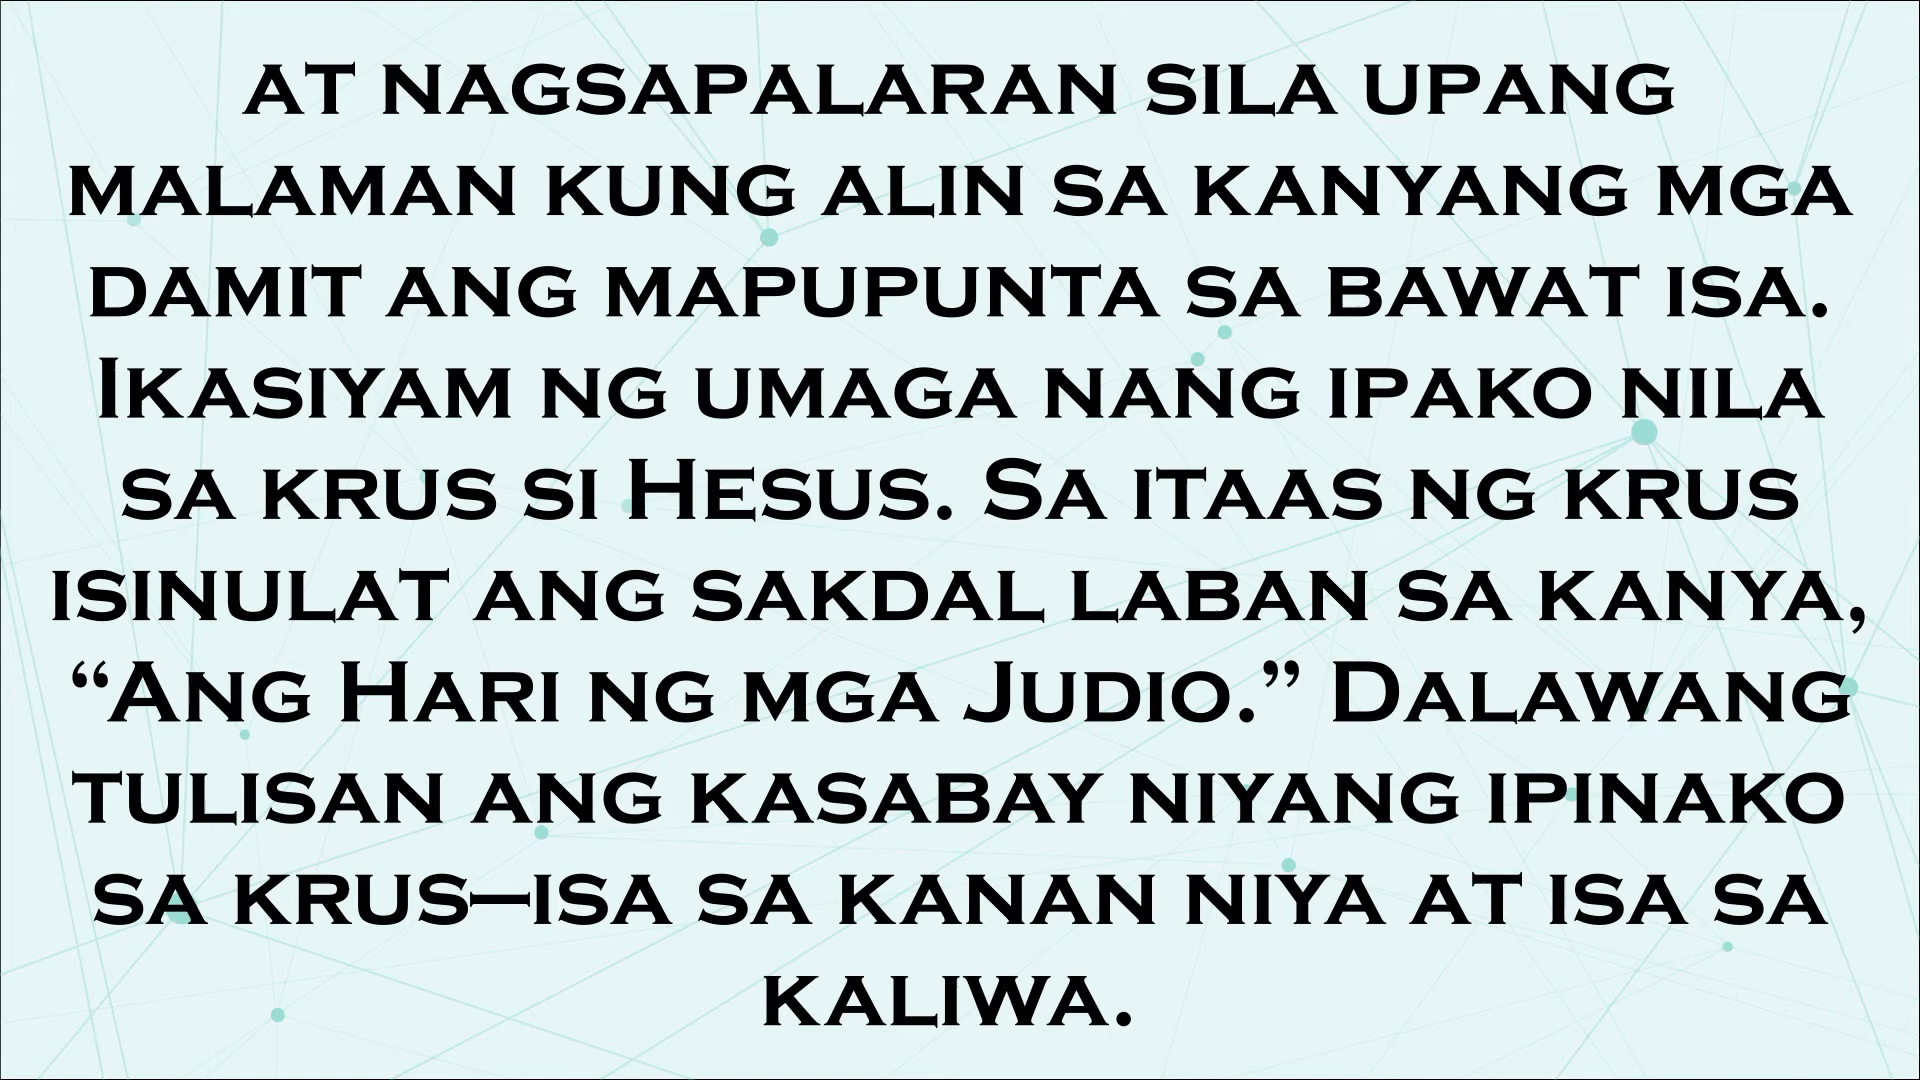 at nagsapalaran sila upang
malaman kung alin sa kanyang mga
damit ang mapupunta sa bawat isa.
Ikasiyam ng umaga nang ipako nila
sa krus si Hesus. Sa itaas ng krus
isinulat ang sakdal laban sa kanya,
“Ang Hari ng mga Judio.” Dalawang
tulisan ang kasabay niyang ipinako
sa krus—isa sa kanan niya at isa sa
kaliwa.